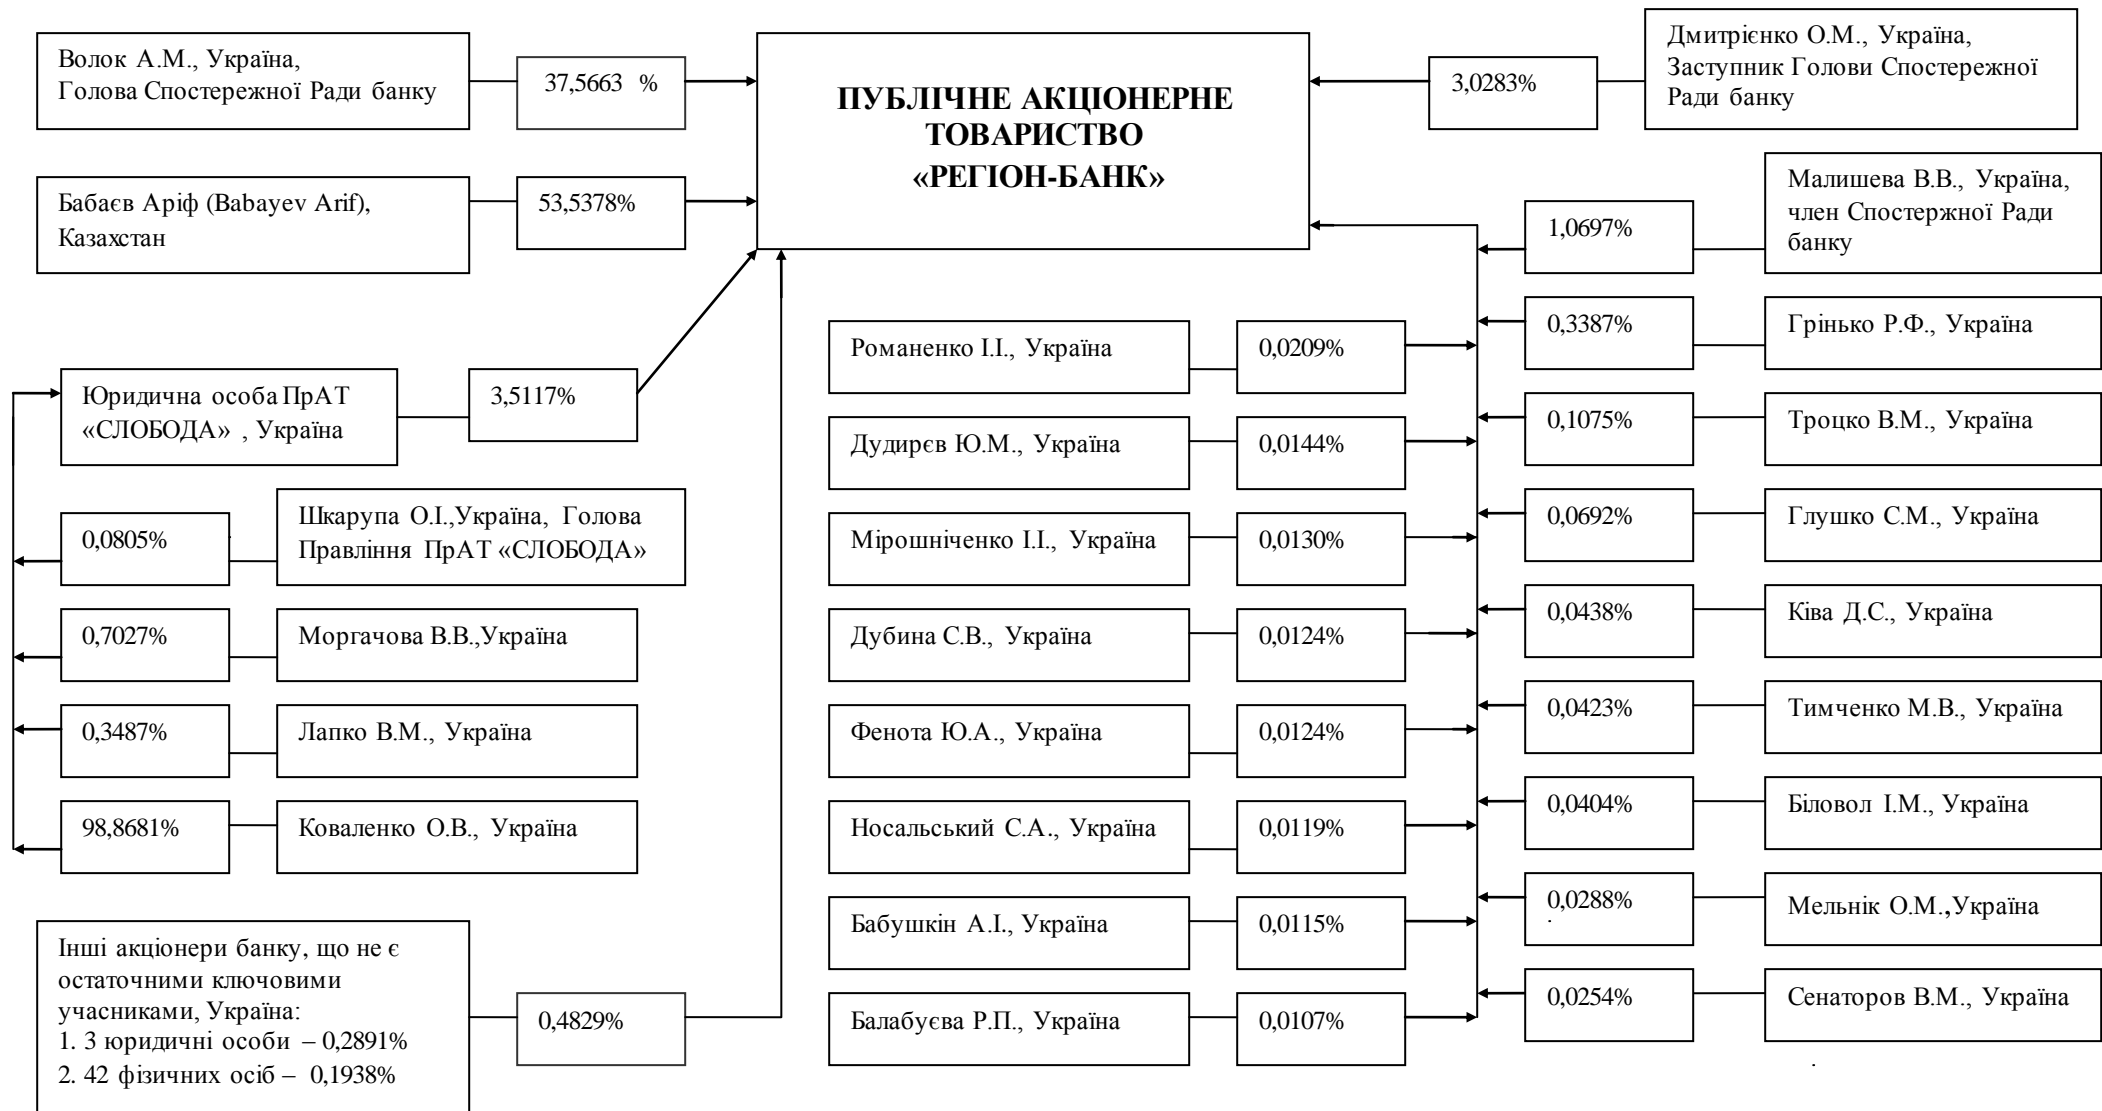 Волок А.М., Україна,
Голова Спостережної Ради банку
37,5663 %
ПУБЛІЧНЕ АКЦІОНЕРНЕ
ТОВАРИСТВО
«РЕГІОН-БАНК»
3,0283%
Дмитрієнко О.М., Україна,
Заступник Голови Спостережної
Ради банку
Бабаєв Аріф (Babayev Arif),
Казахстан
53,5378%
1,0697%
Малишева В.В., Україна,
член Спостержної Ради
банку
Юридична особа ПрАТ
«СЛОБОДА» , Україна
3,5117%
0,0805%
Шкарупа О.І.,Україна, Голова
Правління ПрАТ «СЛОБОДА»
0,7027%
Моргачова В.В.,Україна
0,3487%
Лапко В.М., Україна
98,8681%
Коваленко О.В., Україна
Інші акціонери банку, що не є
остаточними ключовими
учасниками, Україна:
1. 3 юридичні особи – 0,2891%
2. 42 фізичних осіб – 0,1938%
0,4829%
Романенко І.І., Україна
0,0209%
Дудирєв Ю.М., Україна
0,0144%
Мірошніченко І.І., Україна
0,0130%
Дубина С.В., Україна
0,0124%
Фенота Ю.А., Україна
0,0124%
Носальський С.А., Україна
0,0119%
Бабушкін А.І., Україна
0,0115%
Балабуєва Р.П., Україна
0,0107%
0,3387%
Грінько Р.Ф., Україна
0,1075%
Троцко В.М., Україна
0,0692%
Глушко С.М., Україна
0,0438%
Ківа Д.С., Україна
0,0423%
Тимченко М.В., Україна
0,0404%
Біловол І.М., Україна
0,0288%
Мельнік О.М.,Україна
0,0254%
Сенаторов В.М., Україна